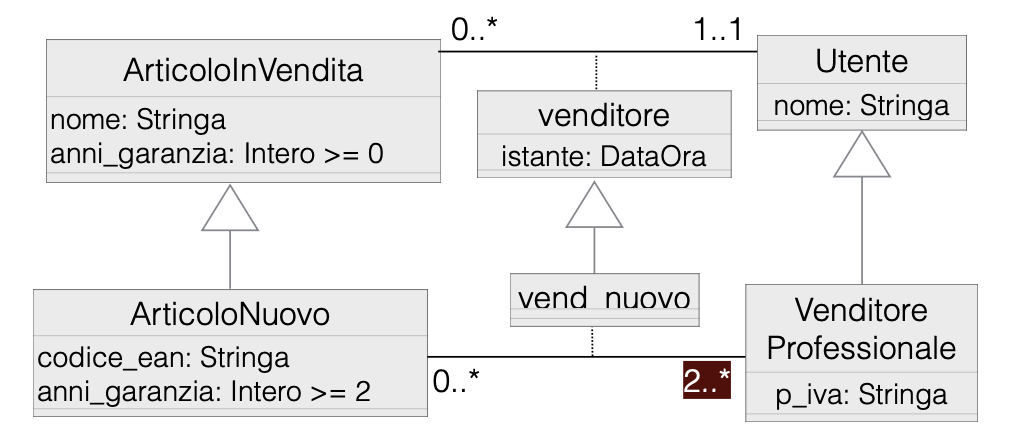 0..*
1..1
ArticoloInVendita
nome: Stringa
anni_garanzia: Intero >= 0
venditore
istante: DataOra
Utente
nome: Stringa
ArticoloNuovo
codice_ean: Stringa
anni_garanzia: Intero >= 2
vend_nuovo
0..*
2..*
Venditore
Professionale
p_iva: Stringa